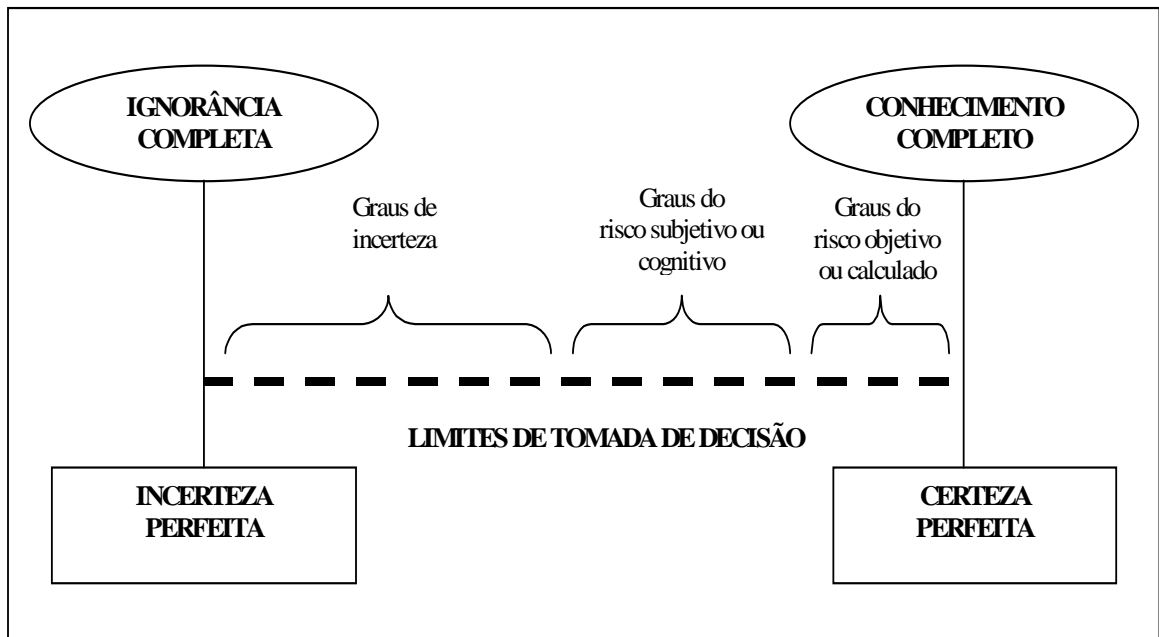 IGNORÂNCIA
COMPLETA
CONHECIMENTO
COMPLETO
Graus de
incerteza
Graus do
risco subjetivo ou
cognitivo
Graus do
risco objetivo
ou calculado
LIMITES DE TOMADA DE DECISÃO
INCERTEZA
PERFEITA
CERTEZA
PERFEITA